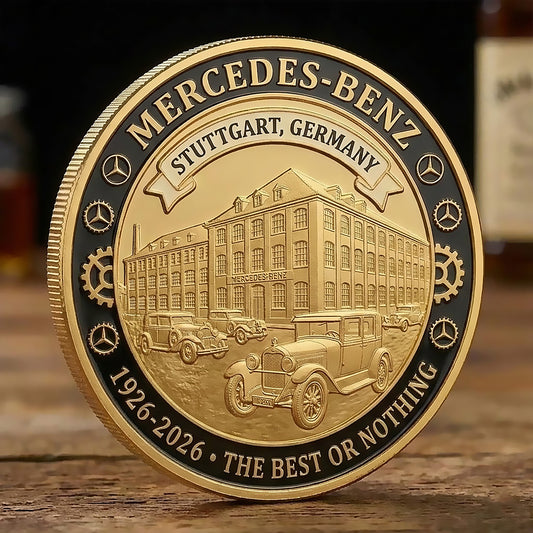 MERCEDES-BENZ
STUTTGART, GERMANY
MERCEDES-BENZ
1926-2026 • THE BEST OR NOTHING